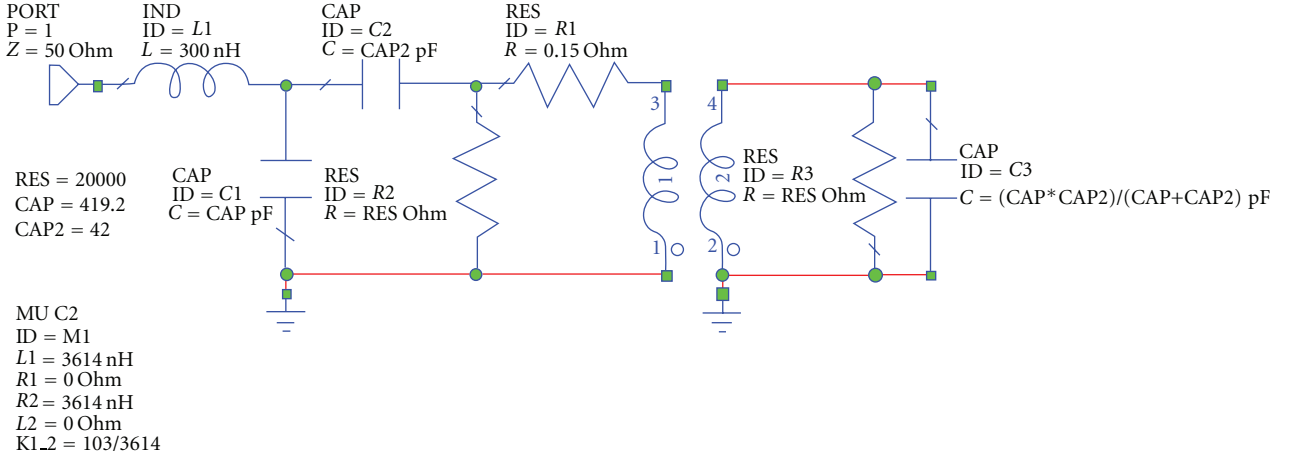 PORT
P = 1
Z = 50 Ohm
IND
ID = L1
L = 300 nH
CAP
ID = C2
C = CAP2 pF
RES
ID = R1
R = 0.15 Ohm
3
4
CAP
ID = C1
C = CAP pF
RES
ID = R2
R = RES Ohm
1
2
RES
ID = R3
R = RES Ohm
CAP
ID = C3
C = (CAP*CAP2)/(CAP+CAP2) pF
RES = 20000
CAP = 419.2
CAP2 = 42
1
2
MU C2
ID = M1
L1 = 3614 nH
R1 = 0 Ohm
R2 = 3614 nH
L2 = 0 Ohm
K1_2 = 103/3614